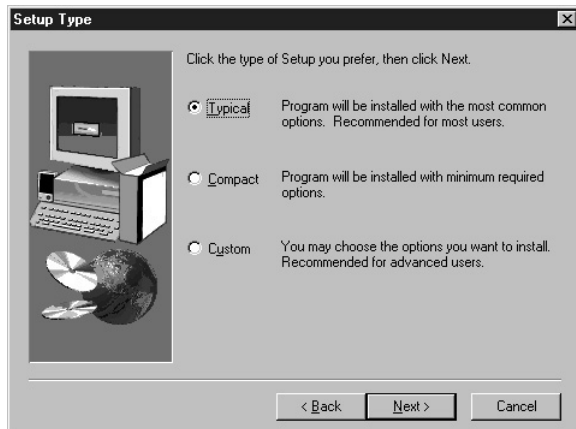 Setup Type
Click the type of Setup you prefer, then click Next.
Typical
Program will be installed with the most common
options. Recommended for most users.
Compact
Program will be installed with minimum required
options.
Custom
You may choose the options you want to install.
Recommended for advanced users.
< Back
Next >
Cancel